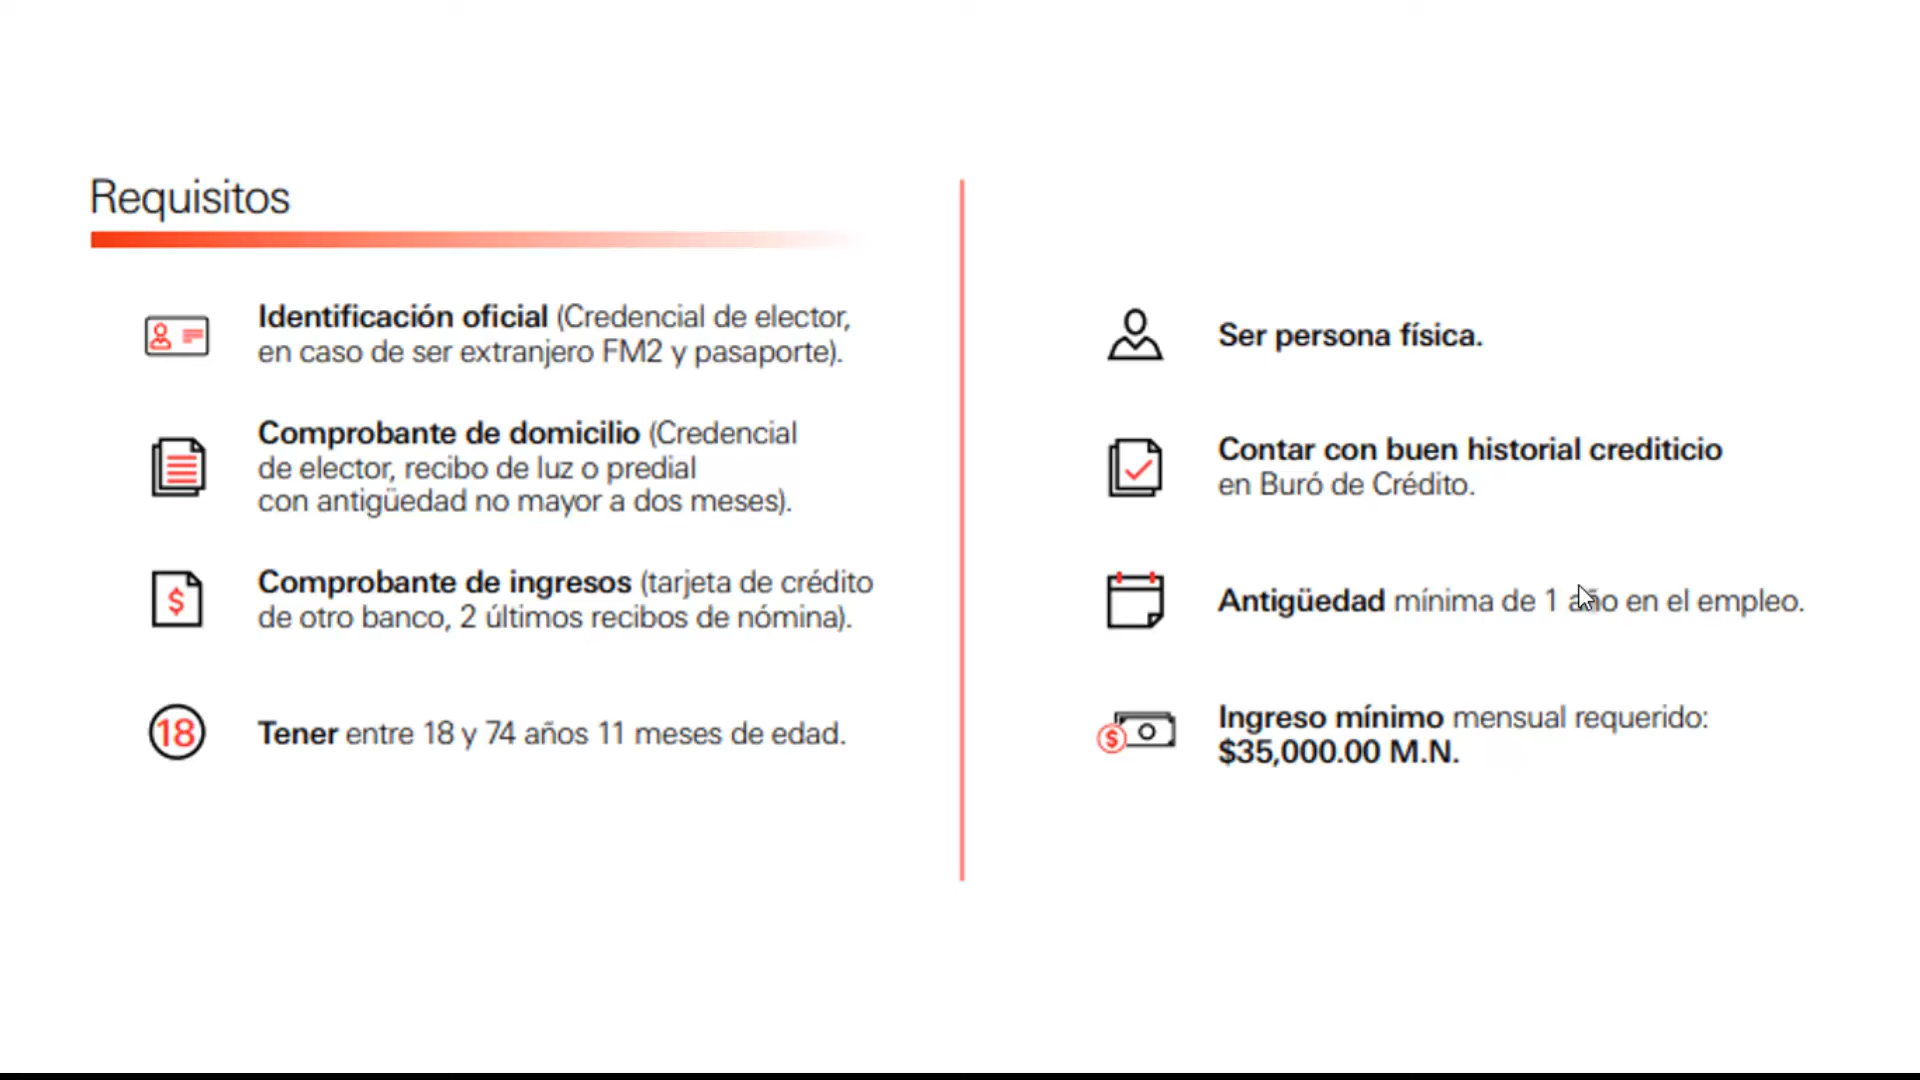 Requisitos
Identificación oficial (Credencial de elector,
en caso de ser extranjero FM2 y pasaporte).
Comprobante de domicilio (Credencial
de elector, recibo de luz o predial
con antigüedad no mayor a dos meses).
$
Comprobante de ingresos (tarjeta de crédito
de otro banco, 2 últimos recibos de nómina).
18
Tener entre 18 y 74 años 11 meses de edad.
Ser persona física.
Contar con buen historial crediticio
en Buró de Crédito.
Antigüedad mínima de 1 año en el empleo.
$
Ingreso mínimo mensual requerido:
$35,000.00 M.N.